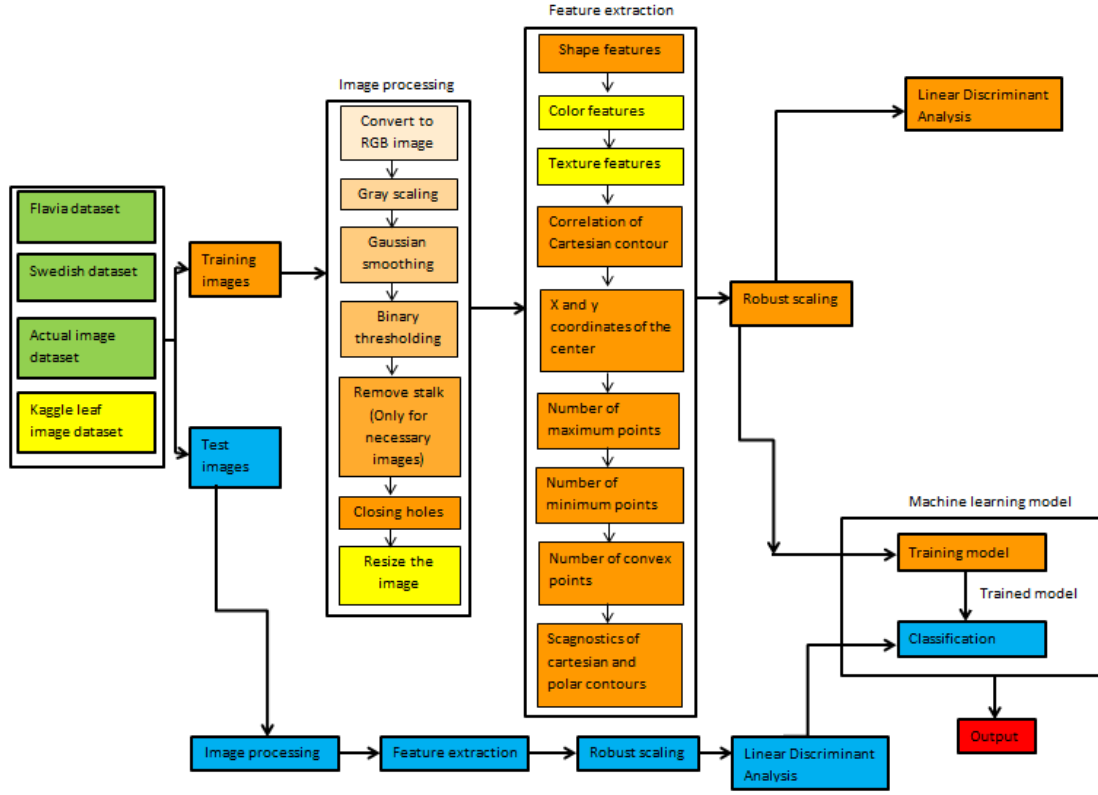 Feature extraction
Shape features
Color features
Texture features
Correlation of
Cartesian contour
X and y
coordinates of the
center
Number of
maximum points
Number of
minimum points
Number of convex
points
Scagnostics of
cartesian and
polar contours
Image processing
Convert to
RGB image
Gray scaling
Gaussian
smoothing
Binary
thresholding
Remove stalk
(Only for
necessary
images)
Closing holes
Resize the
image
Flavia dataset
Swedish dataset
Actual image
dataset
Kaggle leaf
image dataset
Training
images
Test
images
Linear Discriminant
Analysis
Robust scaling
Machine learning model
Training model
Trained model
Classification
Output
Image processing
Feature extraction
Robust scaling
Linear Discriminant
Analysis